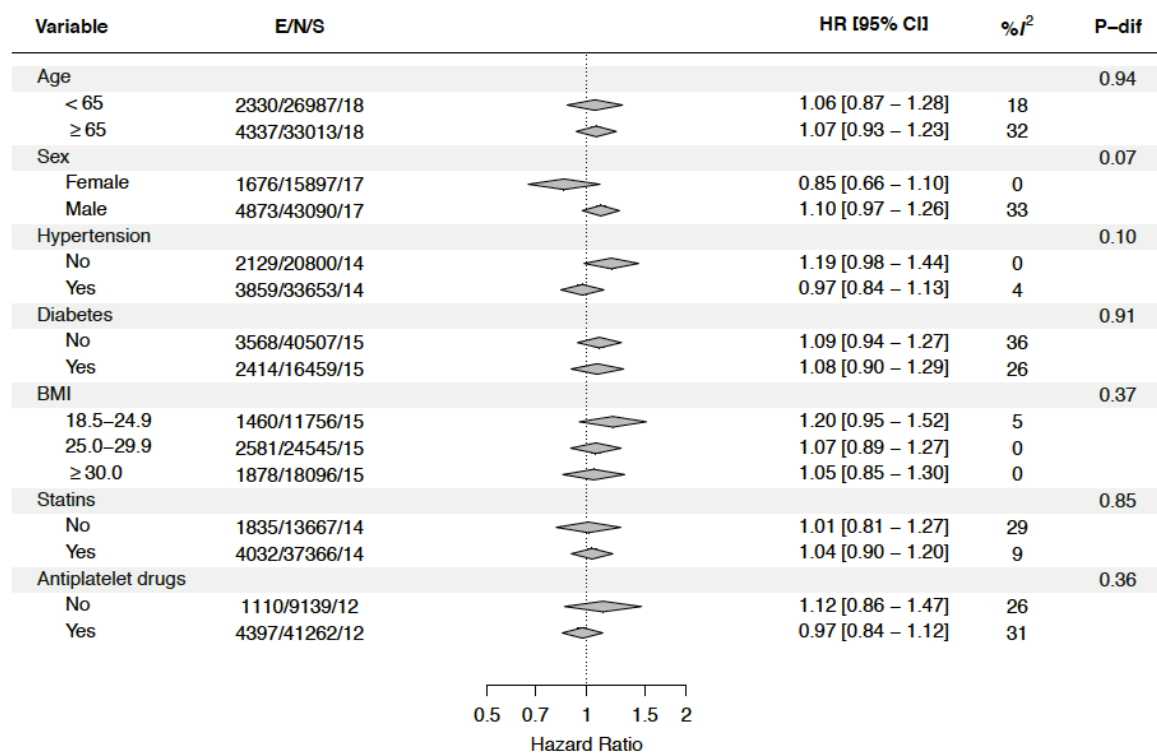 Variable E/N/S HR [95% CI] %I² P−dif
Age 0.94
< 65 2330/26987/18 1.06 [0.87 − 1.28] 18
≥ 65 4337/33013/18 1.07 [0.93 − 1.23] 32
Sex 0.07
Female 1676/15897/17 0.85 [0.66 − 1.10] 0
Male 4873/43090/17 1.10 [0.97 − 1.26] 33
Hypertension 0.10
No 2129/20800/14 1.19 [0.98 − 1.44] 0
Yes 3859/33653/14 0.97 [0.84 − 1.13] 4
Diabetes 0.91
No 3568/40507/15 1.09 [0.94 − 1.27] 36
Yes 2414/16459/15 1.08 [0.90 − 1.29] 26
BMI 0.37
18.5−24.9 1460/11756/15 1.20 [0.95 − 1.52] 5
25.0−29.9 2581/24545/15 1.07 [0.89 − 1.27] 0
≥ 30.0 1878/18096/15 1.05 [0.85 − 1.30] 0
Statins 0.85
No 1835/13667/14 1.01 [0.81 − 1.27] 29
Yes 4032/37366/14 1.04 [0.90 − 1.20] 9
Antiplatelet drugs 0.36
No 1110/9139/12 1.12 [0.86 − 1.47] 26
Yes 4397/41262/12 0.97 [0.84 − 1.12] 31
0.5 0.7 1 1.5 2
Hazard Ratio